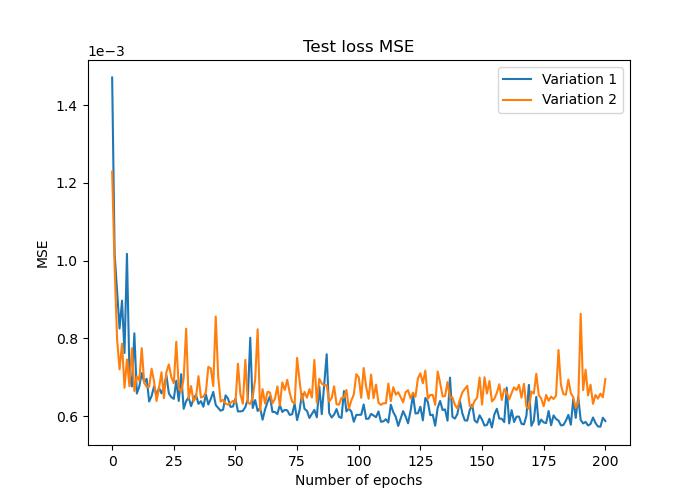 Test loss MSE
1e−3
Variation 1
Variation 2
1.4
1.2
1.0
0.8
0.6
MSE
0 25 50 75 100 125 150 175 200
Number of epochs